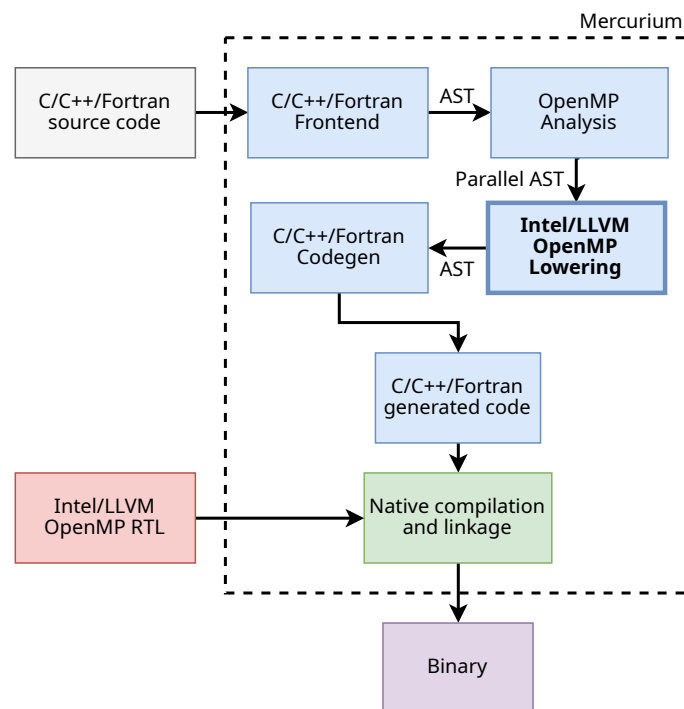 Mercurium
C/C++/Fortran
source code
C/C++/Fortran
Frontend
AST
OpenMP
Analysis
Parallel AST
Intel/LLVM
OpenMP
Lowering
AST
C/C++/Fortran
Codegen
C/C++/Fortran
generated code
Intel/LLVM
OpenMP RTL
Native compilation
and linkage
Binary